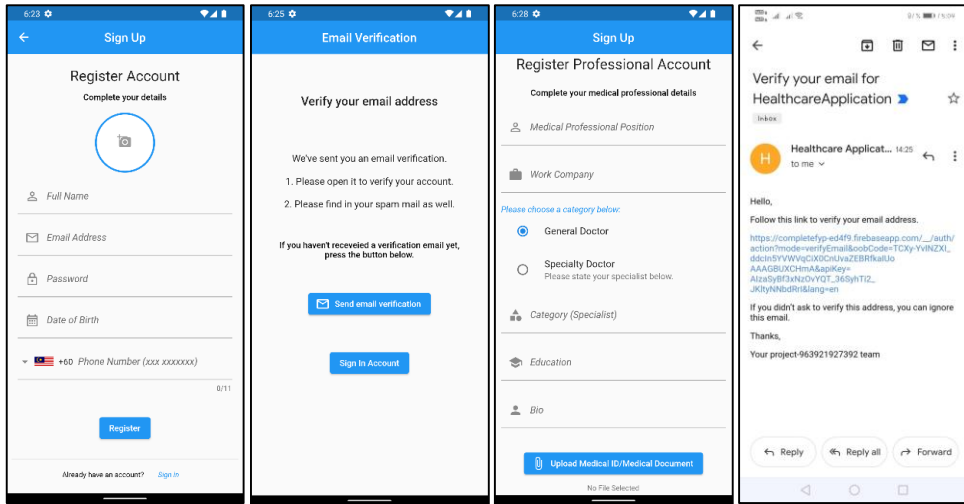 6:23
Sign Up
Register Account
Complete your details
Full Name
Email Address
Password
Date of Birth
+60 Phone Number (xxx xxxxxxx)
0/11
Register
Already have an account? Sign in
6:25
Email Verification
Verify your email address
We've sent you an email verification.
1. Please open it to verify your account.
2. Please find in your spam mail as well.
If you haven't receveied a verification email yet,
press the button below.
Send email verification
Sign In Account
6:28
Sign Up
Register Professional Account
Complete your medical professional details
Medical Professional Position
Work Company
Please choose a category below:
General Doctor
Specialty Doctor
Please state your specialist below.
Category (Specialist)
Education
Bio
Upload Medical ID/Medical Document
No File Selected
Verify your email for
HealthcareApplication
Inbox
H
Healthcare Applicat... 14:25
to me
Hello,
Follow this link to verify your email address.
https://completefyp-ed4f9.firebaseapp.com/__/auth/
action?mode=verifyEmail&oobCode=TCXy-YvlNZXI_
AAAGBUXCHmA&apiKey=
JKltyNNbdRrI&lang=en
If you didn't ask to verify this address, you can ignore
this email.
Thanks,
Your project-963921927392 team
Reply
Reply all
Forward